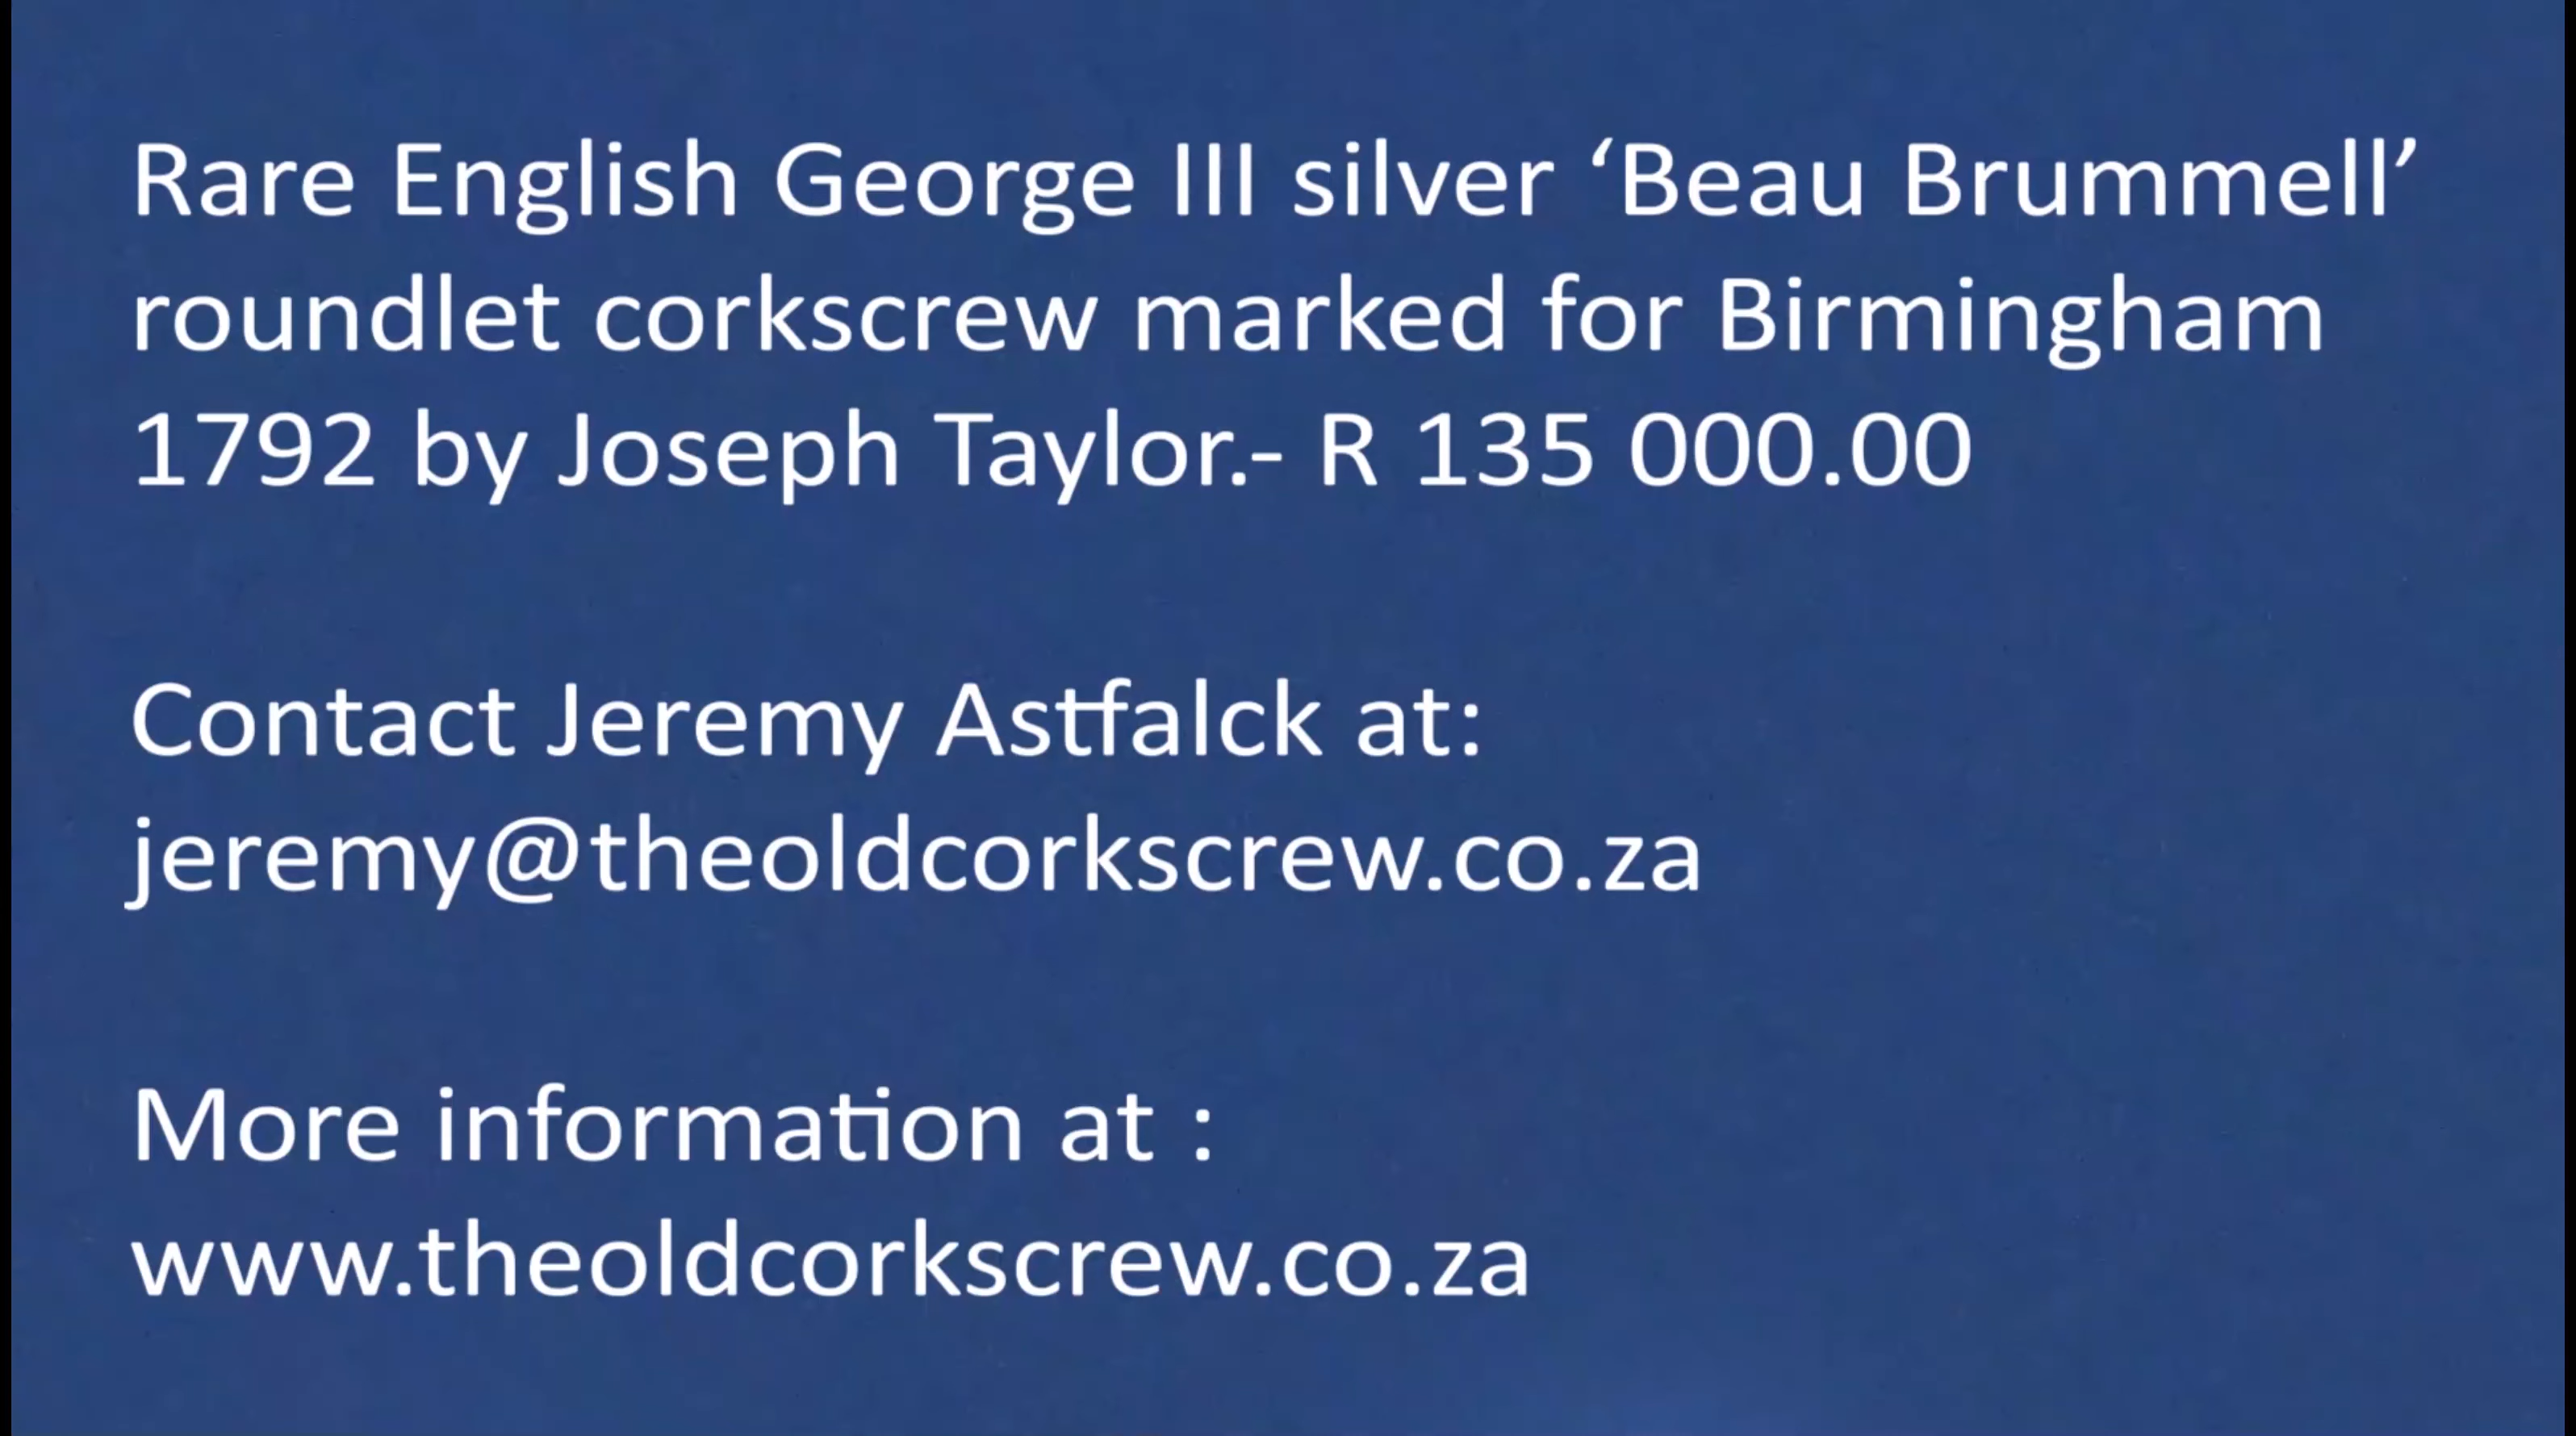 Rare English George III silver ‘Beau Brummell’
roundlet corkscrew marked for Birmingham
1792 by Joseph Taylor.- R 135 000.00
Contact Jeremy Astfalck at:
jeremy@theoldcorkscrew.co.za
More information at :
www.theoldcorkscrew.co.za